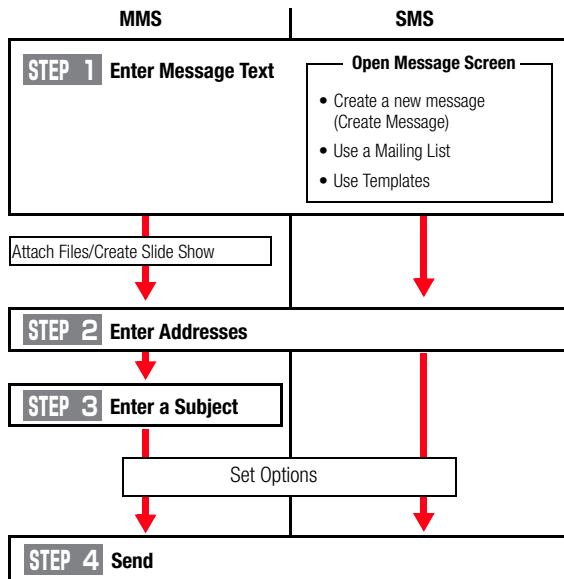 MMS SMS
STEP 1 Enter Message Text
Open Message Screen
• Create a new message
(Create Message)
• Use a Mailing List
• Use Templates
Attach Files/Create Slide Show
STEP 2 Enter Addresses
STEP 3 Enter a Subject
Set Options
STEP 4 Send